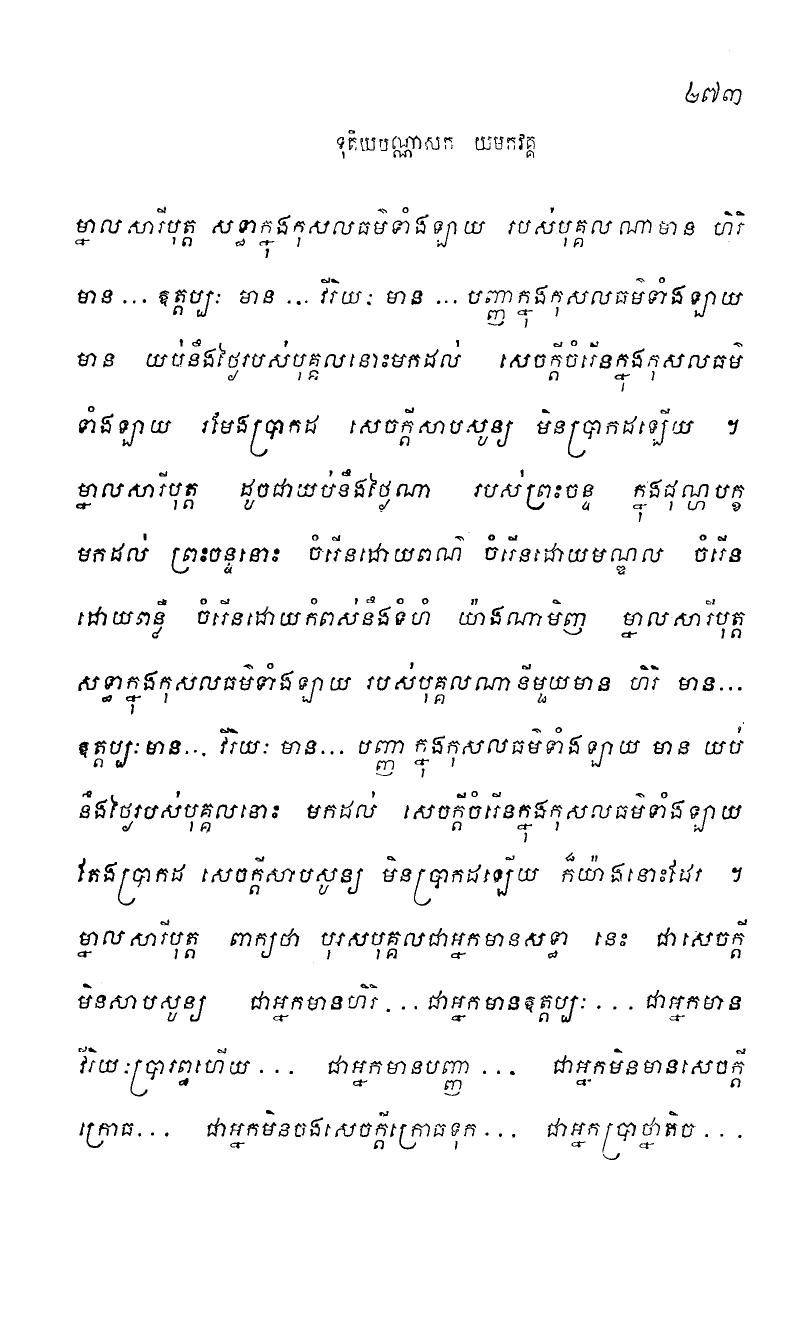 ២៧៣
ទុតិយបណ្ណាសក យមកវគ្គ
ម្នាលសារីបុត្ត សទ្ធាក្នុងកុសលធម៌ទាំងឡាយ របស់បុគ្គលណាមាន ហិរិ
មាន ... ឧត្តប្បៈ មាន ... វីរិយៈ មាន ... បញ្ញាក្នុងកុសលធម៌ទាំងឡាយ
មាន យប់នឹងថ្ងៃរបស់បុគ្គលនោះមកដល់ សេចក្តីចំរើនក្នុងកុសលធម៌
ទាំងឡាយ រមែងប្រាកដ សេចក្តីសាបសូន្យ មិនប្រាកដឡើយ ។
ម្នាលសារីបុត្ត ដូចជាយប់នឹងថ្ងៃណា របស់ព្រះចន្ទ ក្នុងជុណ្ហបក្ខ
មកដល់ ព្រះចន្ទនោះ ចំរើនដោយពណ៌ ចំរើនដោយមណ្ឌល ចំរើន
ដោយពន្លឺ ចំរើនដោយកំពស់នឹងទំហំ យ៉ាងណាមិញ ម្នាលសារីបុត្ត
សទ្ធាក្នុងកុសលធម៌ទាំងឡាយ របស់បុគ្គលណានីមួយមាន ហិរិ មាន...
ឧត្តប្បៈមាន... វីរិយៈ មាន... បញ្ញា ក្នុងកុសលធម៌ទាំងឡាយ មាន យប់
នឹងថ្ងៃរបស់បុគ្គលនោះ មកដល់ សេចក្តីចំរើនក្នុងកុសលធម៌ទាំងឡាយ
តែងប្រាកដ សេចក្តីសាបសូន្យ មិនប្រាកដឡើយ ក៏យ៉ាងនោះដែរ ។
ម្នាលសារីបុត្ត ពាក្យថា បុរសបុគ្គលជាអ្នកមានសទ្ធា នេះ ជាសេចក្តី
មិនសាបសូន្យ ជាអ្នកមានហិរិ ... ជាអ្នកមានឧត្តប្បៈ ... ជាអ្នកមាន
វីរិយៈប្រារព្ធហើយ ... ជាអ្នកមានបញ្ញា ... ជាអ្នកមិនមានសេចក្តី
ក្រោធ... ជាអ្នកមិនចងសេចក្តីក្រោធទុក ... ជាអ្នកប្រាថ្នាតិច ...